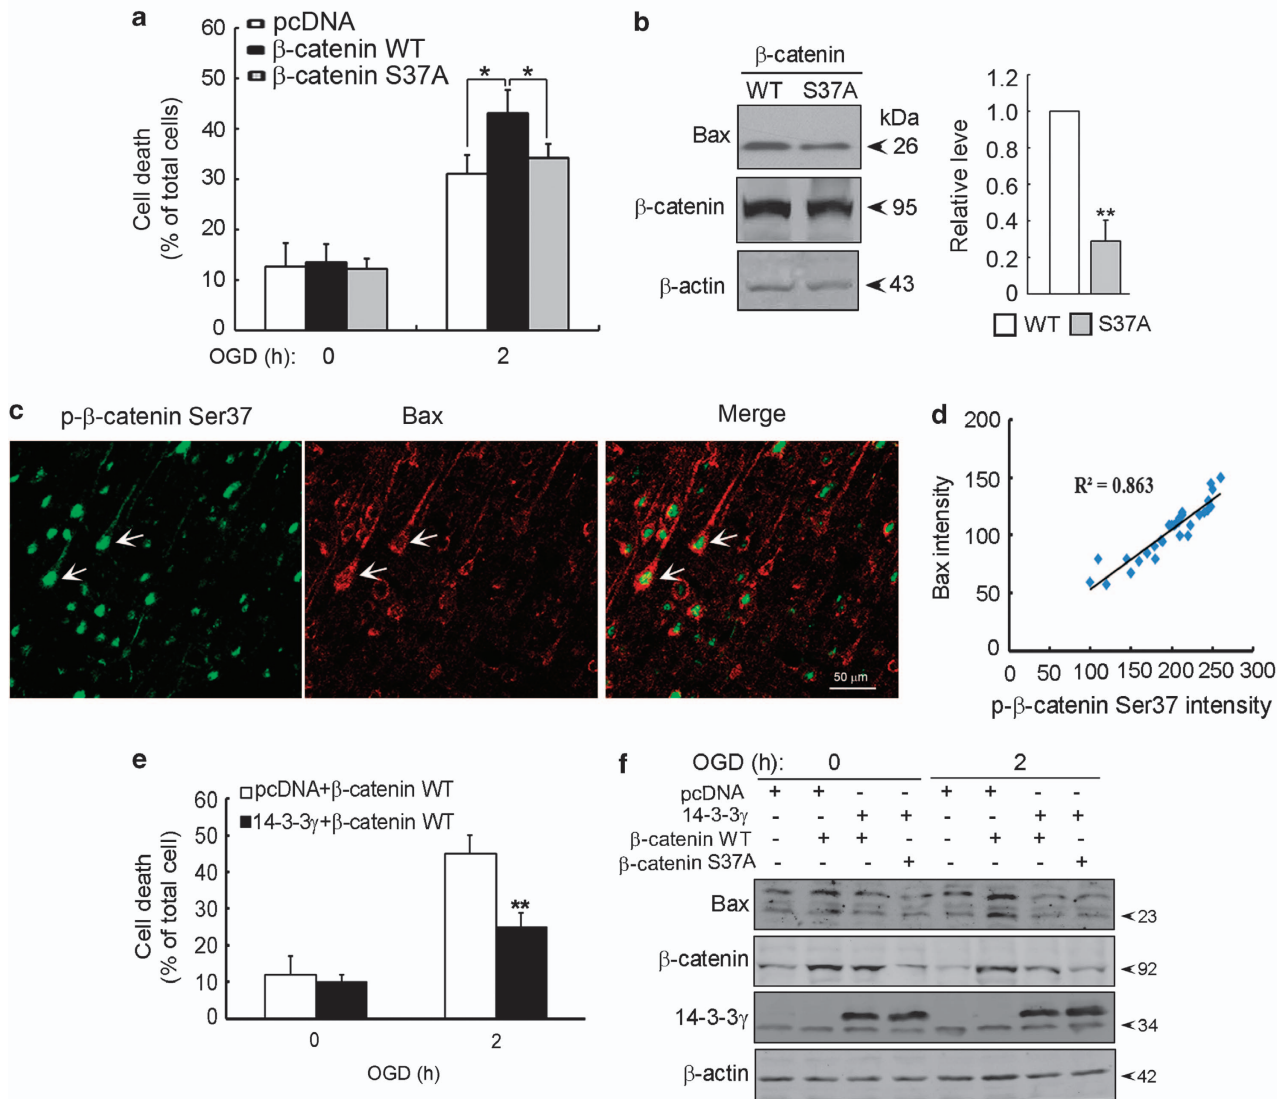 a
60
50
40
30
20
10
0
Cell death
(% of total cells)
pcDNA
β-catenin WT
β-catenin S37A
* *
OGD (h): 0 2
b
β-catenin
WT S37A
kDa
Bax 26
β-catenin 95
β-actin 43
Relative leve
1.2
1.0
0.8
0.6
0.4
0.2
0
**
WT S37A
c
p-β-catenin Ser37 Bax Merge
50 μm
d
200
150
100
50
0
Bax intensity
R² = 0.863
0 50 100 150 200 250 300
p-β-catenin Ser37 intensity
e
pcDNA+β-catenin WT
14-3-3γ+β-catenin WT
60
50
40
30
20
10
0
Cell death
(% of total cell)
**
0 2
OGD (h)
f
OGD (h): 0 2
pcDNA + + - - + + - -
14-3-3γ - - + + - - + +
β-catenin WT - + + - - + + -
β-catenin S37A - - - + - - - +
Bax 23
β-catenin 92
14-3-3γ 34
β-actin 42